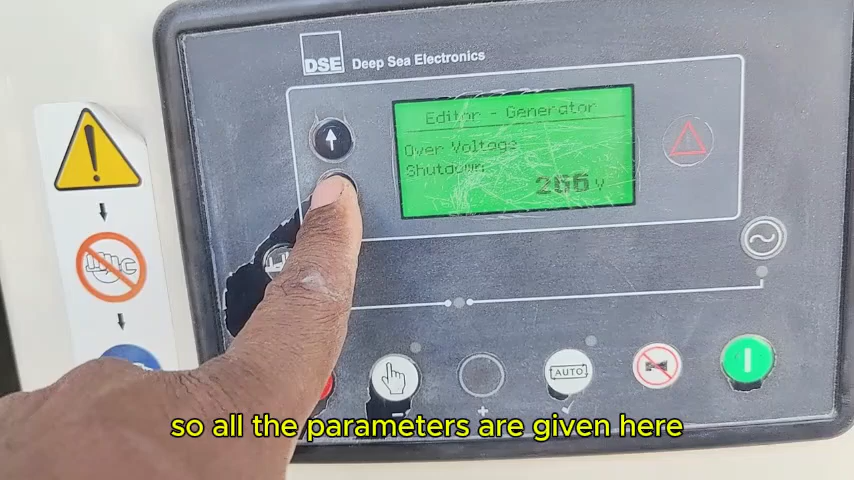 DSE Deep Sea Electronics
Editor - Generator
Over Voltage
Shutdown
266 V
AUTO
- + ✓
so all the parameters are given here